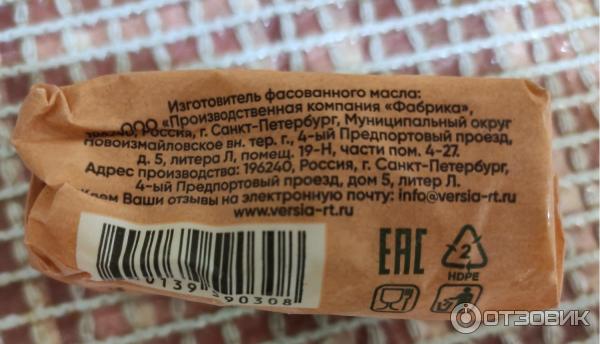 Изготовитель фасованного масла:
ООО «Производственная компания «Фабрика»,
Россия, г. Санкт-Петербург, Муниципальный округ
Новоизмайловское вн. тер. г., 4-ый Предпортовый проезд,
д. 5, литера Л, помещ. 19-Н, части пом. 4-27.
Адрес производства: 196240, Россия, г. Санкт-Петербург,
4-ый Предпортовый проезд, дом 5, литер Л.
Ждем Ваши отзывы на электронную почту: info@versia-rt.ru
www.versia-rt.ru
EAC
2
HDPE
90308
ОТЗОВИК